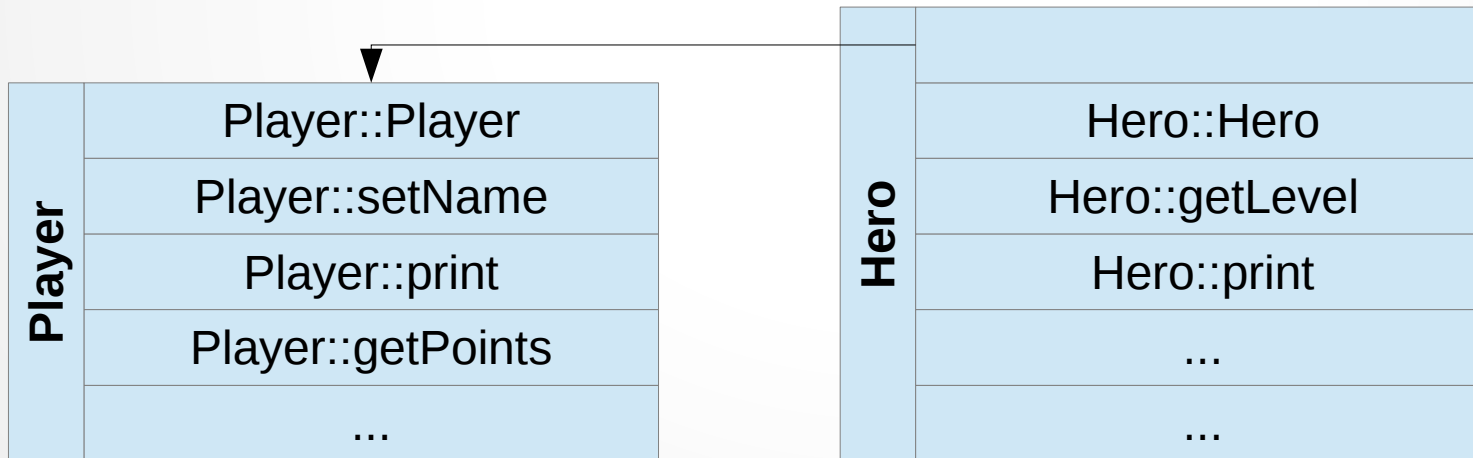 Player
Player::Player
Player::setName
Player::print
Player::getPoints
...
Hero
Hero::Hero
Hero::getLevel
Hero::print
...
...